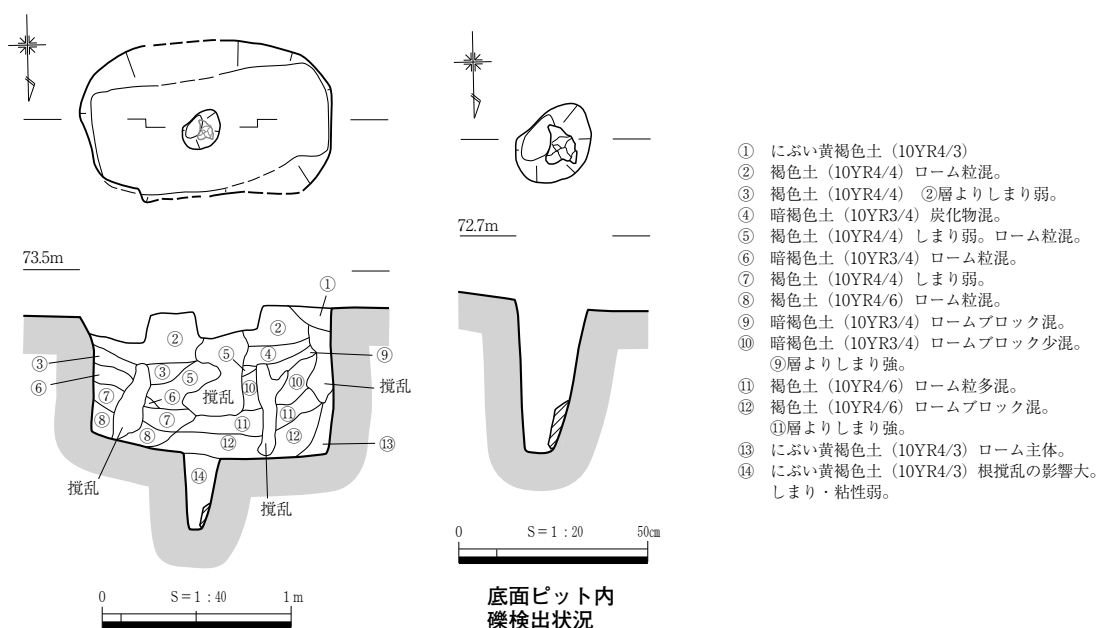 73.5m
①
②
②
③
⑥
③
⑤
⑤
④
⑨
⑦
⑥
撹乱
⑩
⑩
撹乱
⑧
⑦
⑧
⑪
⑪
⑫
⑫
⑬
撹乱
⑭
撹乱
0 S=1:40 1m
72.7m
0 S=1:20 50㎝
底面ピット内
礫検出状況
① にぶい黄褐色土（10YR4/3）
② 褐色土（10YR4/4）ローム粒混。
③ 褐色土（10YR4/4） ②層よりしまり弱。
④ 暗褐色土（10YR3/4）炭化物混。
⑤ 褐色土（10YR4/4）しまり弱。ローム粒混。
⑥ 暗褐色土（10YR3/4）ローム粒混。
⑦ 褐色土（10YR4/4）しまり弱。
⑧ 褐色土（10YR4/6）ローム粒混。
⑨ 暗褐色土（10YR3/4）ロームブロック混。
⑩ 暗褐色土（10YR3/4）ロームブロック少混。
⑨層よりしまり強。
⑪ 褐色土（10YR4/6）ローム粒多混。
⑫ 褐色土（10YR4/6）ロームブロック混。
⑪層よりしまり強。
⑬ にぶい黄褐色土（10YR4/3）ローム主体。
⑭ にぶい黄褐色土（10YR4/3）根撹乱の影響大。
しまり・粘性弱。